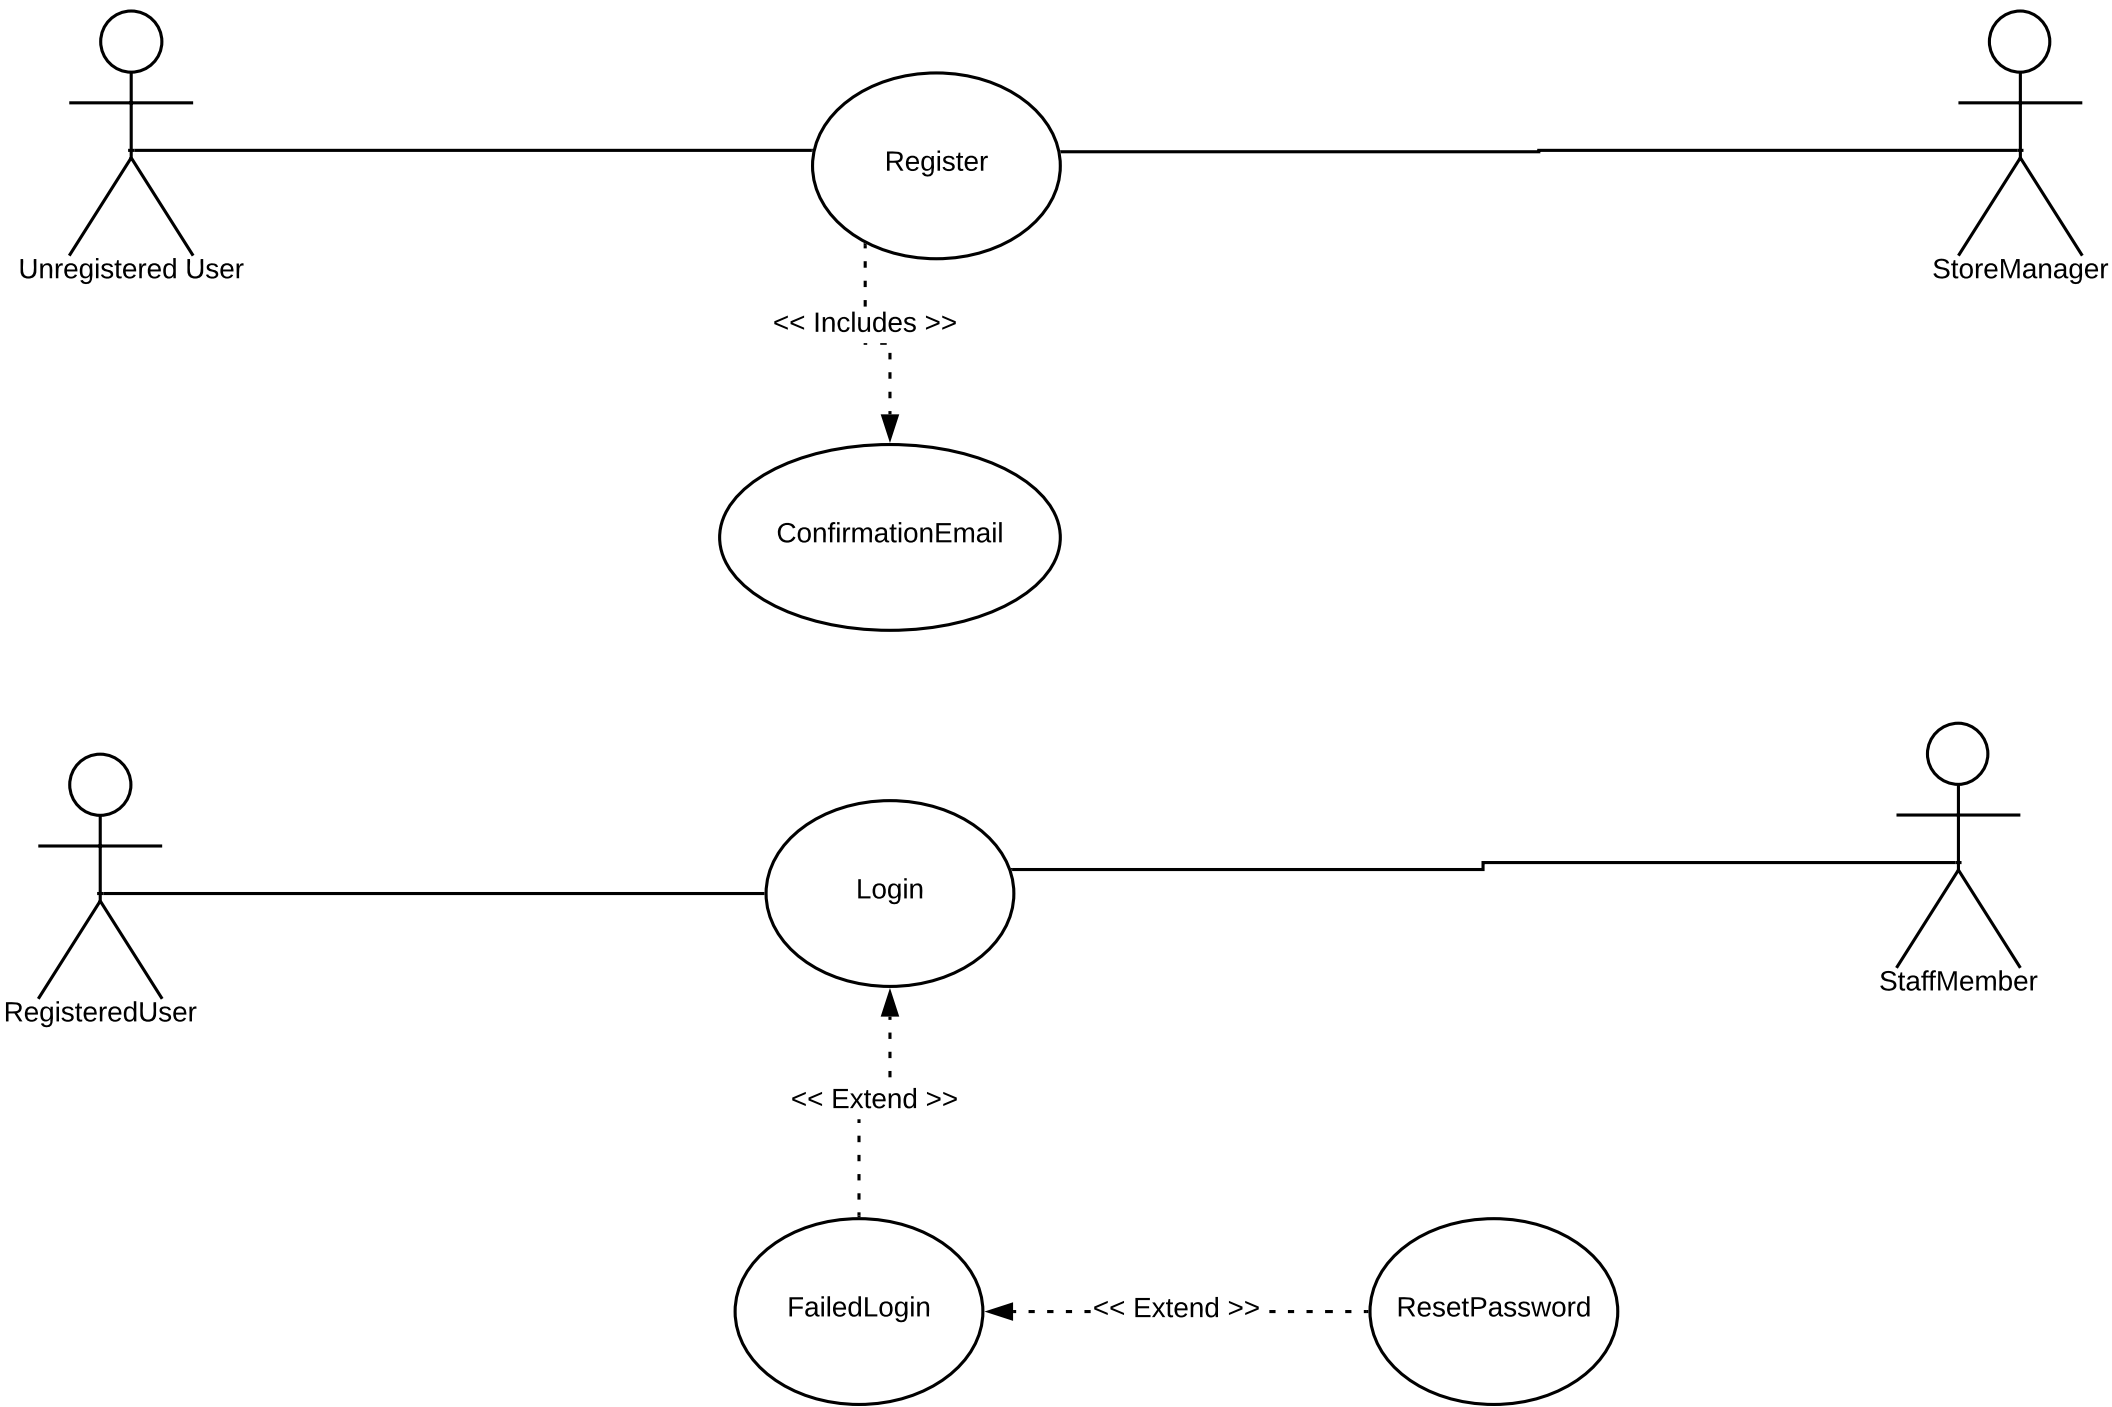 Register
Unregistered User
StoreManager
<< Includes >>
ConfirmationEmail
Login
StaffMember
RegisteredUser
<< Extend >>
FailedLogin
<< Extend >>
ResetPassword